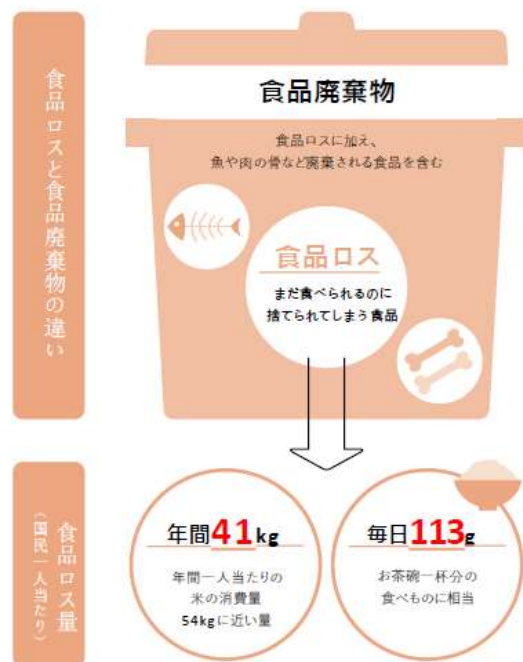 食品ロスと食品廃棄物の違い
食品廃棄物
食品ロスに加え、
魚や肉の骨など廃棄される食品を含む
食品ロス
まだ食べられるのに
捨てられてしまう食品
食品ロス量
(国民一人当たり)
年間41kg
年間一人当たりの
米の消費量
54kgに近い量
毎日113g
お茶碗一杯分の
食べものに相当